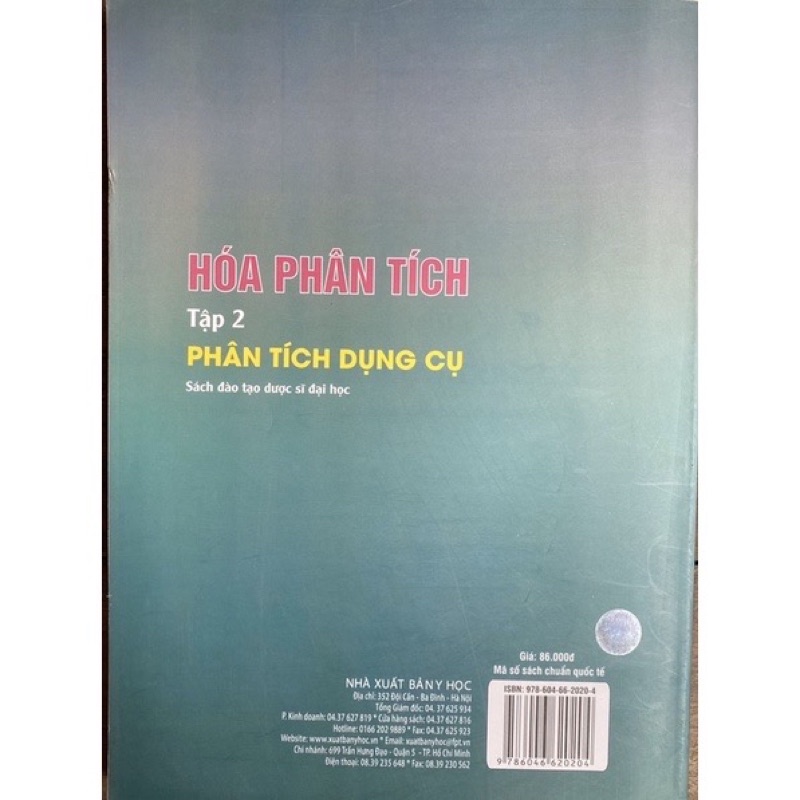 HÓA PHÂN TÍCH
Tập 2
PHÂN TÍCH DỤNG CỤ
Sách đào tạo dược sĩ đại học
Giá: 86.000đ
Mã số sách chuẩn quốc tế
ISBN: 978-604-66-2020-4
9 786046 620204
NHÀ XUẤT BẢN Y HỌC
Địa chỉ: 352 Đội Cấn - Ba Đình - Hà Nội
Tổng Giám đốc: 04. 37 625 934
P. Kinh doanh: 04. 37 627 819 * Cửa hàng sách: 04. 37 627 816
Hotline: 0166 202 9889 * Fax: 04. 37 625 923
Website: www.xuatbanyhoc.vn * Email: xuatbanyhoc@fpt.vn
Chi nhánh: 699 Trần Hưng Đạo - Quận 5 - TP. Hồ Chí Minh
Điện thoại: 08.39 235 648 * Fax: 08.39 230 562